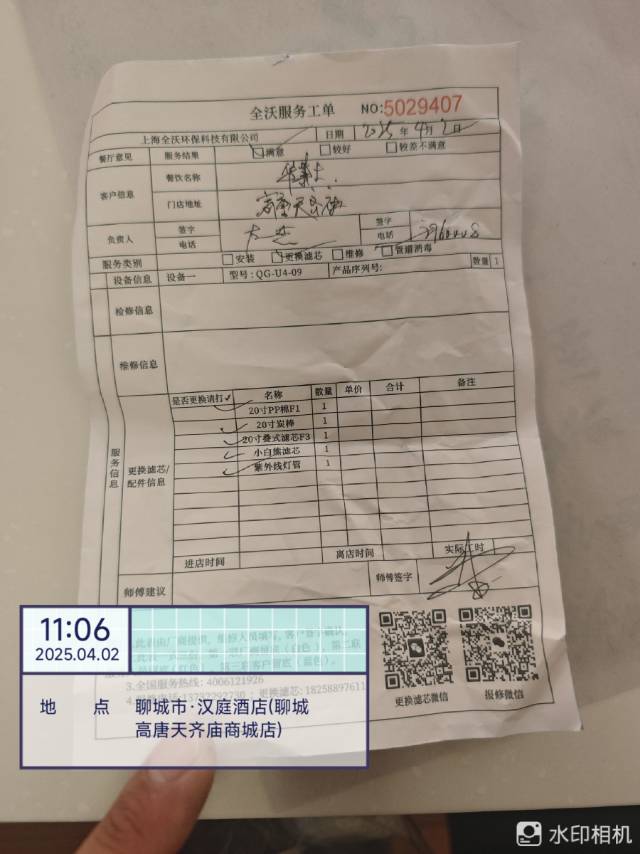 全沃服务工单 NO:5029407
上海全沃环保科技有限公司 日期 2025年4月2日
餐厅意见 服务结果 满意 较好 较差不满意
客户信息 餐饮名称
门店地址
负责人 签字 电话 签字 电话
服务类别 安装 更换滤芯 维修 管道消毒
设备信息 设备一 型号:QG-U4-09 产品序列号: 数量 1
检修信息
维修信息
服务信息
更换滤芯/配件信息
是否更换请打✓ 名称 数量 单价 合计 备注
20寸PP棉F1 1
✓ 20寸炭棒 1
✓ 20寸叠式滤芯F3 1
✓ 小白熊滤芯 1
✓ 紫外线灯管 1
进店时间 离店时间 实际工时
师傅建议 师傅签字
3.全国服务热线: 4006121926
更换滤芯: 18258897611
更换滤芯微信 报修微信
11:06
2025.04.02
地 点 聊城市·汉庭酒店(聊城
高唐天齐庙商城店)
水印相机